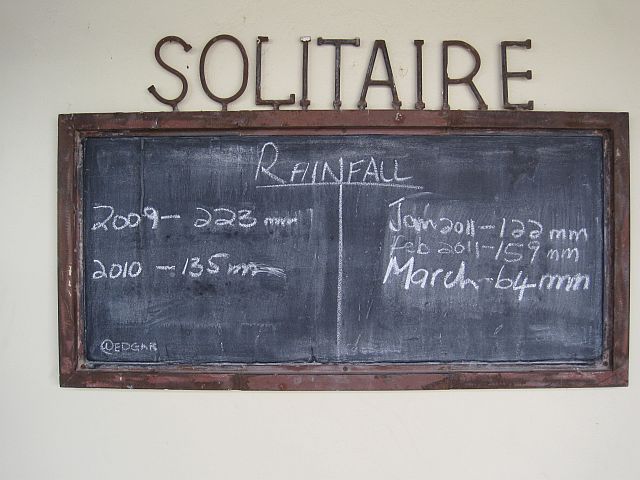 SOLITAIRE
RAINFALL
2009 - 223 mm
2010 - 135 mm
@EDGAR
Jan 2011 - 122 mm
feb 2011 - 159 mm
March - 64 mm